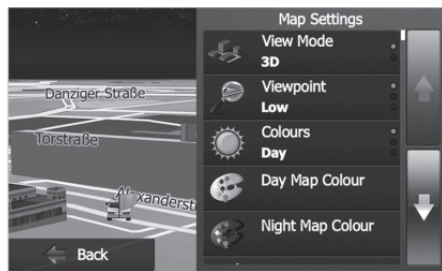 Map Settings
View Mode
3D
Danziger Straße
Viewpoint
Low
Torstraße
Colours
Day
Day Map Colour
Alexanderst
Night Map Colour
Back